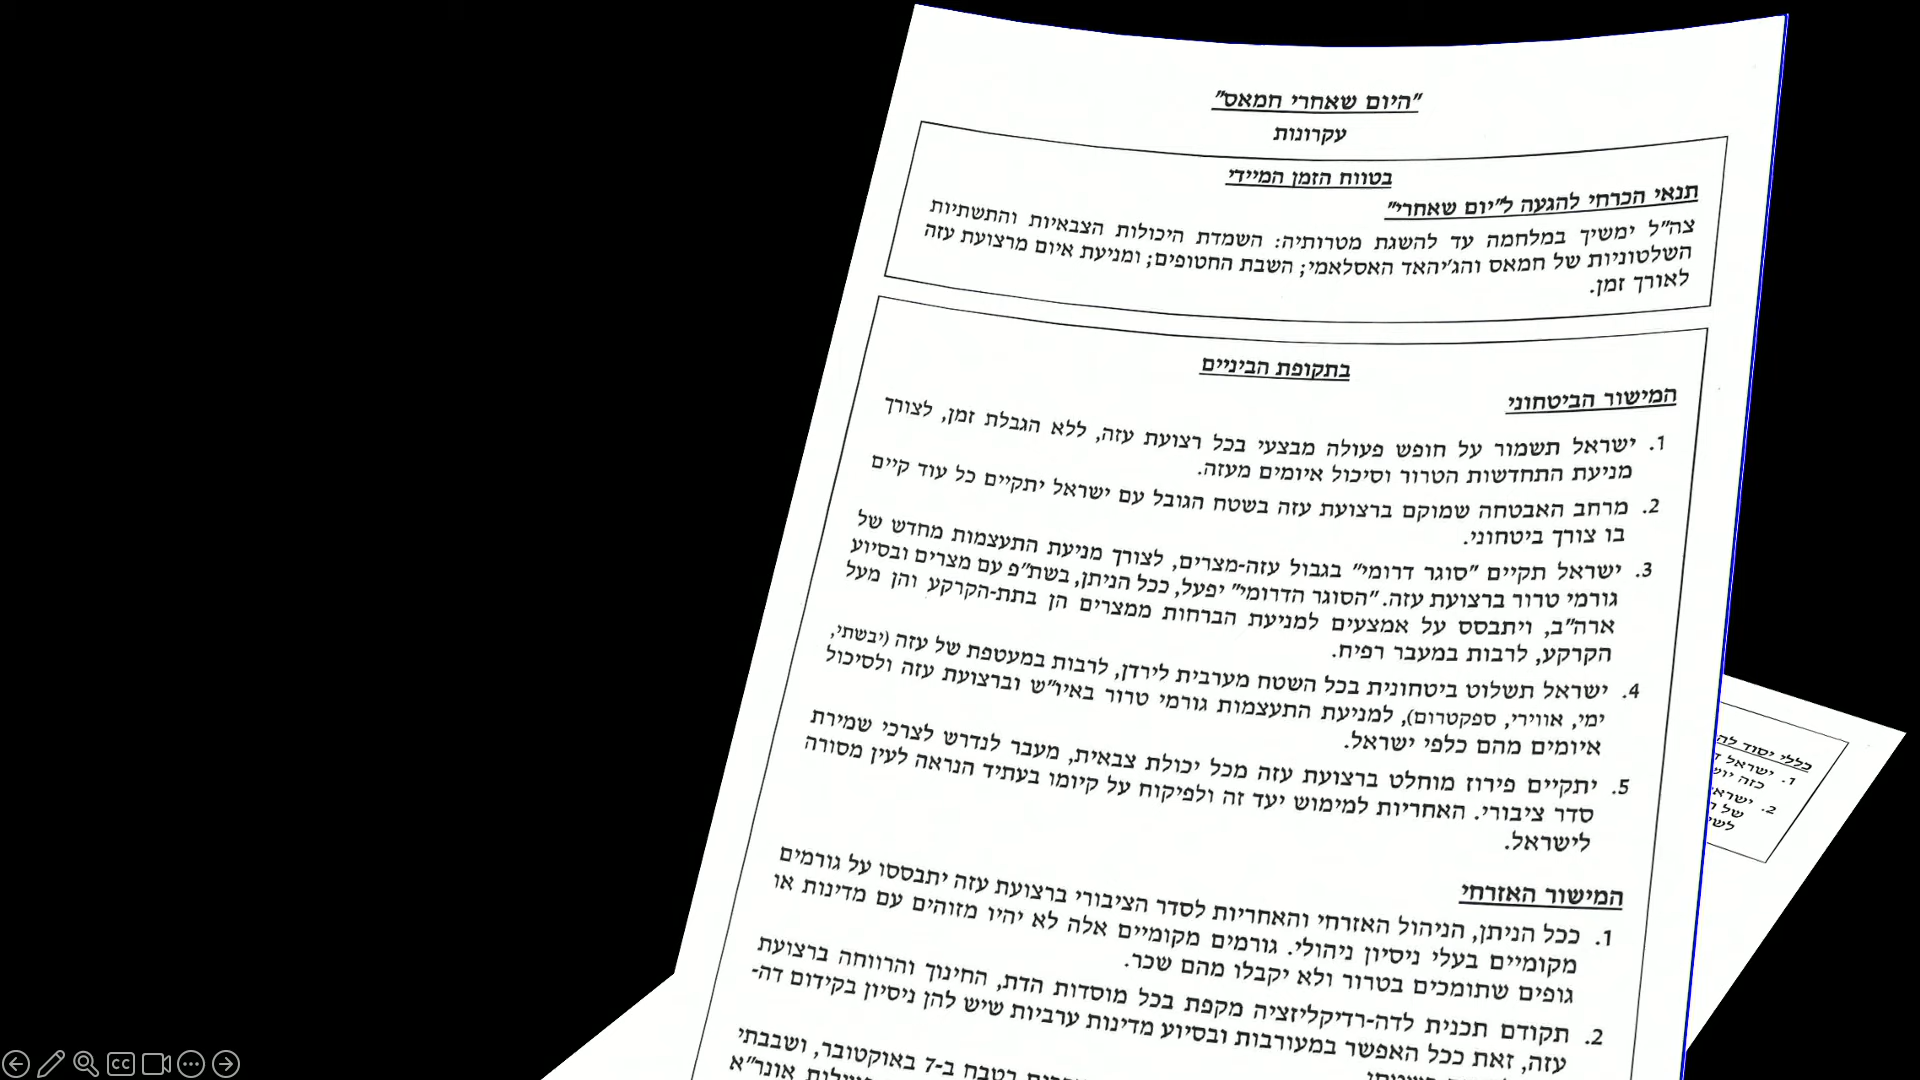 "היום שאחרי חמאס"
עקרונות
בטווח הזמן המיידי
תנאי הכרחי להגעה ל"יום שאחרי"
צה"ל ימשיך במלחמה עד להשגת מטרותיה: השמדת היכולות הצבאיות והתשתיות
השלטוניות של חמאס והג'יהאד האסלאמי; השבת החטופים; ומניעת איום מרצועת עזה
לאורך זמן.
בתקופת הביניים
המישור הביטחוני
1. ישראל תשמור על חופש פעולה מבצעי בכל רצועת עזה, ללא הגבלת זמן, לצורך
מניעת התחדשות הטרור וסיכול איומים מעזה.
2. מרחב האבטחה שמוקם ברצועת עזה בשטח הגובל עם ישראל יתקיים כל עוד קיים
בו צורך ביטחוני.
3. ישראל תקיים "סוגר דרומי" בגבול עזה-מצרים, לצורך מניעת התעצמות מחדש של
גורמי טרור ברצועת עזה. "הסוגר הדרומי" יפעל, ככל הניתן, בשת"פ עם מצרים ובסיוע
ארה"ב, ויתבסס על אמצעים למניעת הברחות ממצרים הן בתת-הקרקע והן מעל
הקרקע, לרבות במעבר רפיח.
4. ישראל תשלוט ביטחונית בכל השטח מערבית לירדן, לרבות במעטפת של עזה (יבשתי,
ימי, אווירי, ספקטרום), למניעת התעצמות גורמי טרור באיו"ש וברצועת עזה ולסיכול
איומים מהם כלפי ישראל.
5. יתקיים פירוז מוחלט ברצועת עזה מכל יכולת צבאית, מעבר לנדרש לצרכי שמירת
סדר ציבורי. האחריות למימוש יעד זה ולפיקוח על קיומו בעתיד הנראה לעין מסורה
לישראל.
המישור האזרחי
1. ככל הניתן, הניהול האזרחי והאחריות לסדר הציבורי ברצועת עזה יתבססו על גורמים
מקומיים בעלי ניסיון ניהולי. גורמים מקומיים אלה לא יהיו מזוהים עם מדינות או
גופים שתומכים בטרור ולא יקבלו מהם שכר.
2. תקודם תכנית לדה-רדיקליזציה מקפת בכל מוסדות הדת, החינוך והרווחה ברצועת
עזה, זאת ככל האפשר במעורבות ובסיוע מדינות ערביות שיש להן ניסיון בקידום דה-
בטבח ב-7 באוקטובר, ושבבתי
אונר"א
כללי יסוד
1. ישראל
כזה
2.
של